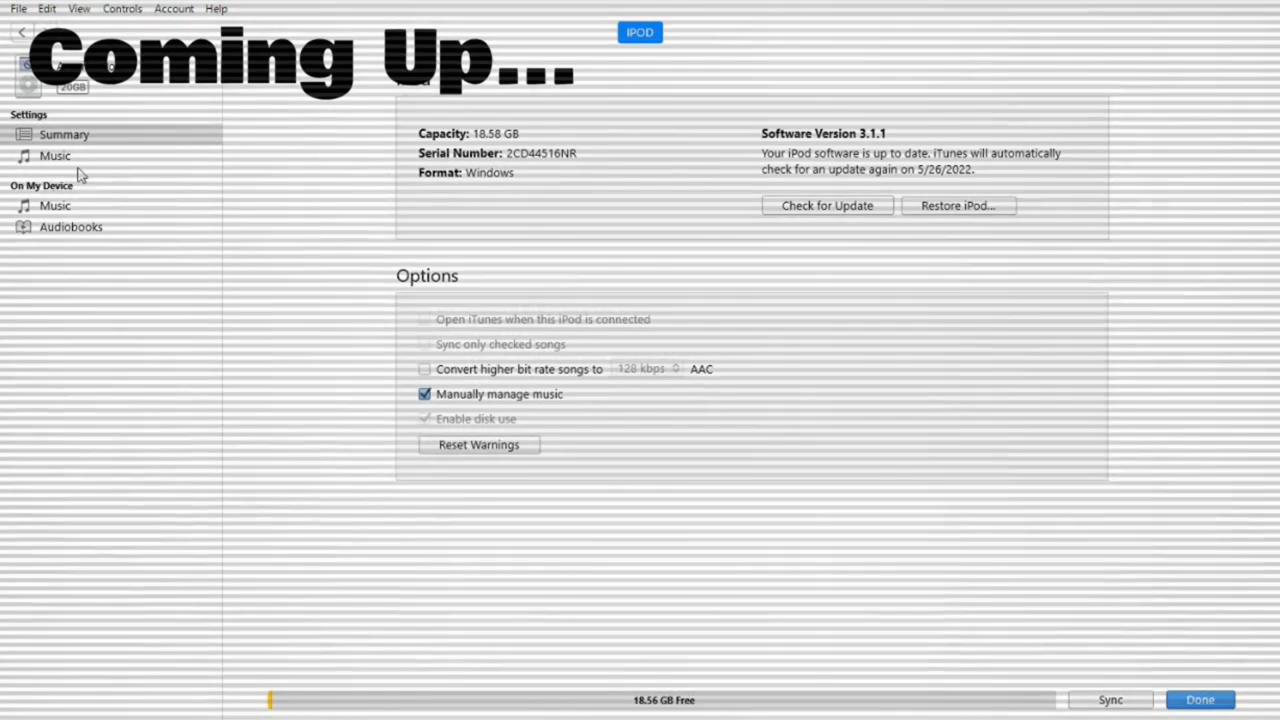 File Edit View Controls Account Help
IPOD
Coming Up...
20GB
Settings
Summary
Music
On My Device
Music
Audiobooks
Capacity: 18.58 GB
Serial Number: 2CD44516NR
Format: Windows
Software Version 3.1.1
Your iPod software is up to date. iTunes will automatically
check for an update again on 5/26/2022.
Check for Update
Restore iPod...
Options
Open iTunes when this iPod is connected
Sync only checked songs
Convert higher bit rate songs to 128 kbps AAC
Manually manage music
Enable disk use
Reset Warnings
18.56 GB Free
Sync
Done